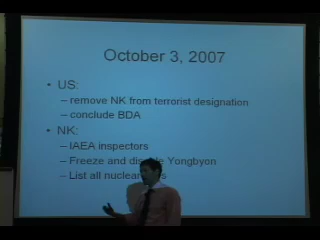 October 3, 2007
• US:
– remove NK from terrorist designation
– conclude BDA
• NK:
– IAEA inspectors
– Freeze and Yongbyon
– List all nuclear